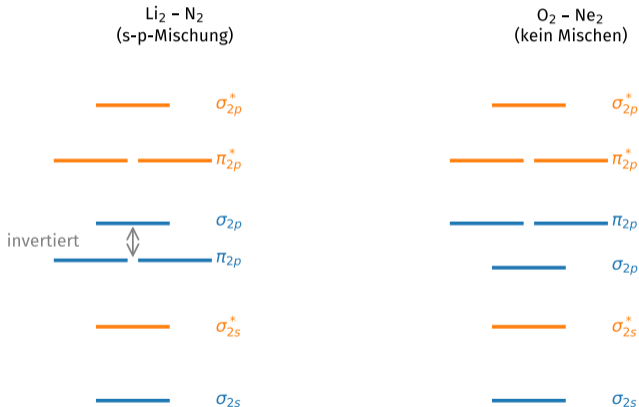 Li₂ – N₂
(s-p-Mischung)
σ*₂ₚ
π*₂ₚ
σ₂ₚ
invertiert
π₂ₚ
σ*₂ₛ
σ₂ₛ
O₂ – Ne₂
(kein Mischen)
σ*₂ₚ
π*₂ₚ
π₂ₚ
σ₂ₚ
σ*₂ₛ
σ₂ₛ